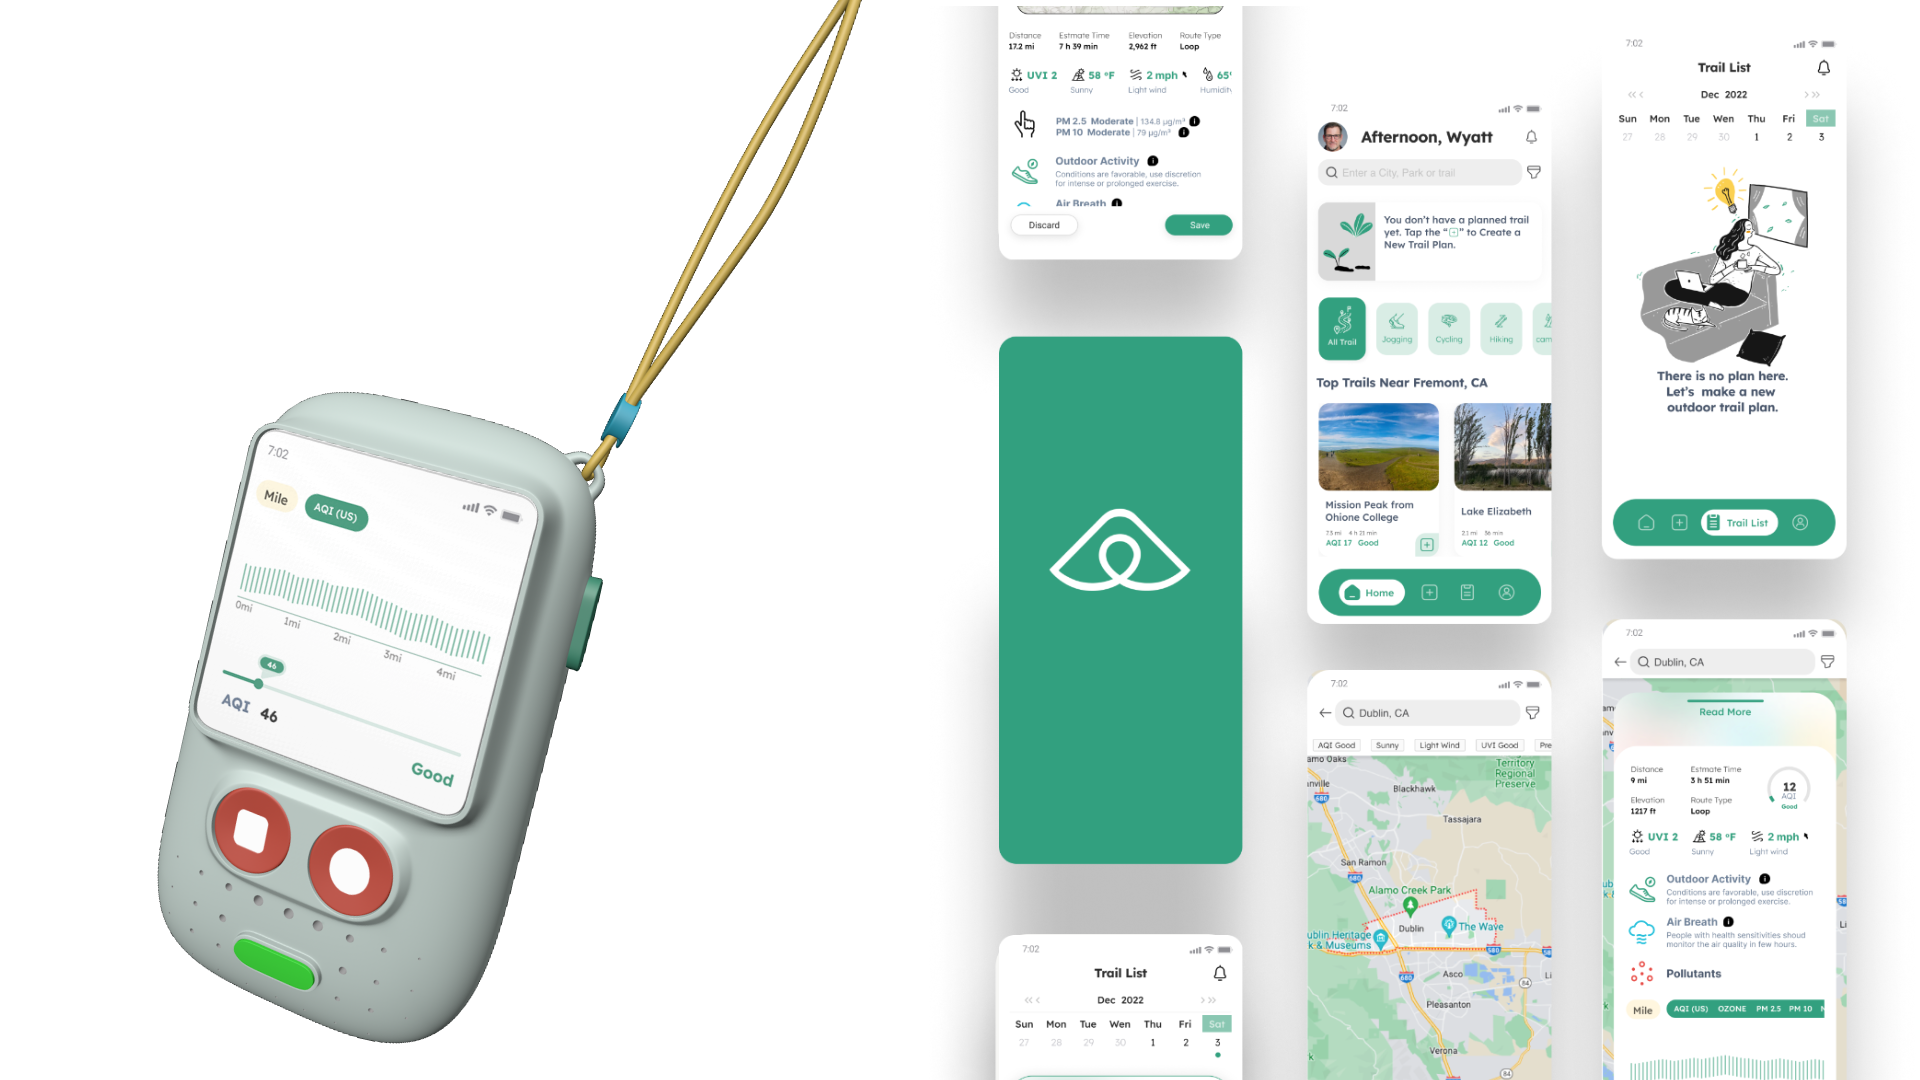 7:02
Mile
AQI (US)
0mi
1mi
2mi
3mi
4mi
46
AQI 46
Good
Distance Estmate Time Elevation Route Type
17.2 mi 7 h 39 min 2,962 ft Loop
UVI 2 58 °F 2 mph
Good Sunny Light wind
PM 2.5 Moderate | 134.8 µg/m³
PM 10 Moderate | 79 µg/m³
Outdoor Activity
Conditions are favorable, use discretion
for intense or prolonged exercise.
Air Breath
Discard Save
7:02
Trail List
Dec 2022
Sun Mon Tue Wen Thu Fri Sat
27 28 29 30 1 2 3
7:02
Afternoon, Wyatt
Enter a City, Park or trail
You don't have a planned trail
yet. Tap the "+" to Create a
New Trail Plan.
All Trail Jogging Cycling Hiking cam
Top Trails Near Fremont, CA
Mission Peak from
Ohione College
7.3 mi 4 h 21 min
AQI 17 Good
Lake Elizabeth
2.1 mi 36 min
AQI 12 Good
Home
7:02
Dublin, CA
AQI Good Sunny Light Wind UVI Good Pre
amo Oaks
Territory
Regional
Preserve
nville
680
Blackhawk
Tassajara
San Ramon
680
Alamo Creek Park
Dublin
The Wave
ublin Heritage
k & Museums
580
580
680
Asco
Li
84
Pleasanton
Verona
84
7:02
Trail List
Dec 2022
Sun Mon Tue Wen Thu Fri Sat
27 28 29 30 1 2 3
There is no plan here.
Let's make a new
outdoor trail plan.
Trail List
7:02
Dublin, CA
Read More
Distance Estmate Time
9 mi 3 h 51 min
12
AQI
Good
Elevation Route Type
1217 ft Loop
UVI 2 58 °F 2 mph
Good Sunny Light wind
Outdoor Activity
Conditions are favorable, use discretion
for intense or prolonged exercise.
Air Breath
People with health sensitivities shoud
monitor the air quality in few hours.
Pollutants
Mile AQI (US) OZONE PM 2.5 PM 10